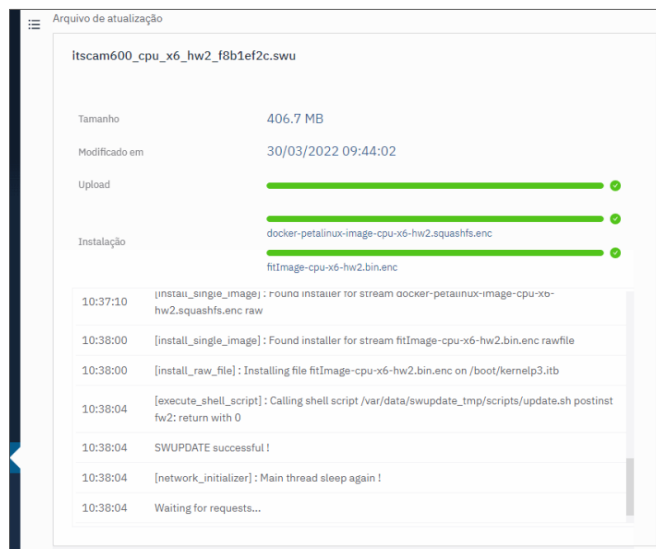 Arquivo de atualização
itscam600_cpu_x6_hw2_f8b1ef2c.swu
Tamanho
406.7 MB
Modificado em
30/03/2022 09:44:02
Upload
Instalação
docker-petalinux-image-cpu-x6-hw2.squashfs.enc
fitImage-cpu-x6-hw2.bin.enc
10:37:10
[install_single_image] : Found installer for stream docker-petalinux-image-cpu-x6-
hw2.squashfs.enc raw
10:38:00
[install_single_image] : Found installer for stream fitImage-cpu-x6-hw2.bin.enc rawfile
10:38:00
[install_raw_file] : Installing file fitImage-cpu-x6-hw2.bin.enc on /boot/kernelp3.itb
10:38:04
[execute_shell_script] : Calling shell script /var/data/swupdate_tmp/scripts/update.sh postinst
fw2: return with 0
10:38:04
SWUPDATE successful !
10:38:04
[network_initializer] : Main thread sleep again !
10:38:04
Waiting for requests...